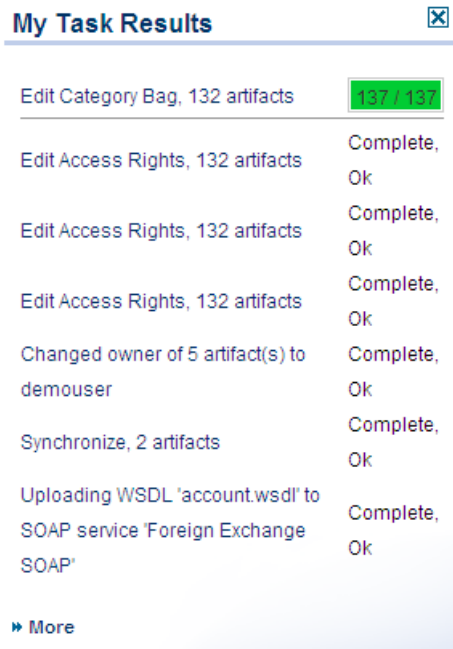 My Task Results
Edit Category Bag, 132 artifacts 137 / 137
Edit Access Rights, 132 artifacts Complete, Ok
Edit Access Rights, 132 artifacts Complete, Ok
Edit Access Rights, 132 artifacts Complete, Ok
Changed owner of 5 artifact(s) to Complete,
demouser Ok
Synchronize, 2 artifacts Complete, Ok
Uploading WSDL 'account.wsdl' to
SOAP service 'Foreign Exchange Complete,
SOAP' Ok
More